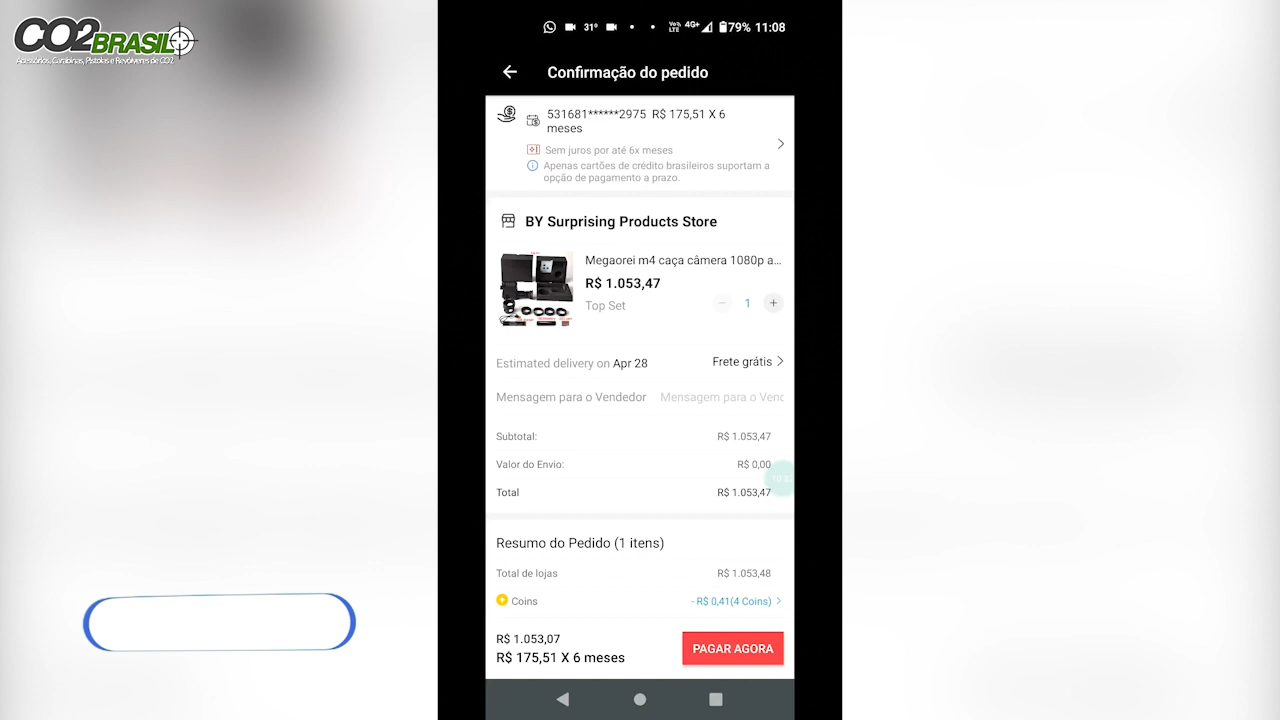 CO2BRASIL
Acessórios, Carabinas, Pistolas e Revólveres de CO2
31º
Vo))
LTE
4G+
79% 11:08
Confirmação do pedido
531681******2975 R$ 175,51 X 6
meses
Sem juros por até 6x meses
Apenas cartões de crédito brasileiros suportam a
opção de pagamento a prazo.
BY Surprising Products Store
Megaorei m4 caça câmera 1080p a...
R$ 1.053,47
Top Set
− 1 +
Estimated delivery on Apr 28
Frete grátis
Mensagem para o Vendedor
Mensagem para o Venc
Subtotal:
R$ 1.053,47
Valor do Envio:
R$ 0,00
Total
R$ 1.053,47
Resumo do Pedido (1 itens)
Total de lojas
R$ 1.053,48
Coins
- R$ 0,41(4 Coins)
R$ 1.053,07
R$ 175,51 X 6 meses
PAGAR AGORA